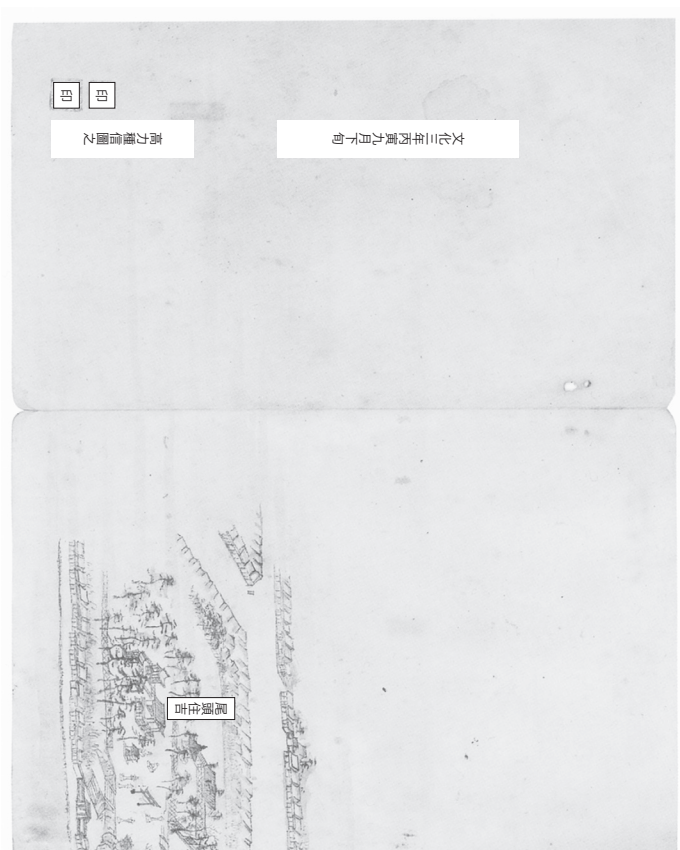 尾頭住吉
文化三年丙寅九月下旬
高力種信圖之
印
印